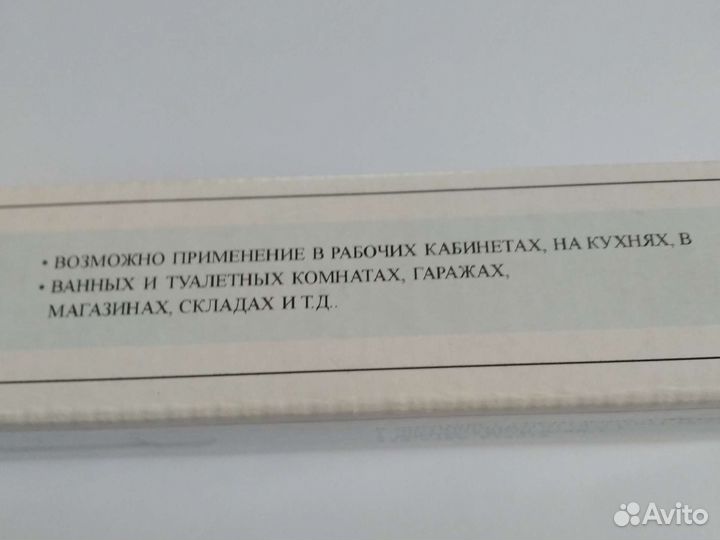 • ВОЗМОЖНО ПРИМЕНЕНИЕ В РАБОЧИХ КАБИНЕТАХ, НА КУХНЯХ, В
• ВАННЫХ И ТУАЛЕТНЫХ КОМНАТАХ, ГАРАЖАХ,
МАГАЗИНАХ, СКЛАДАХ И Т.Д..
Avito